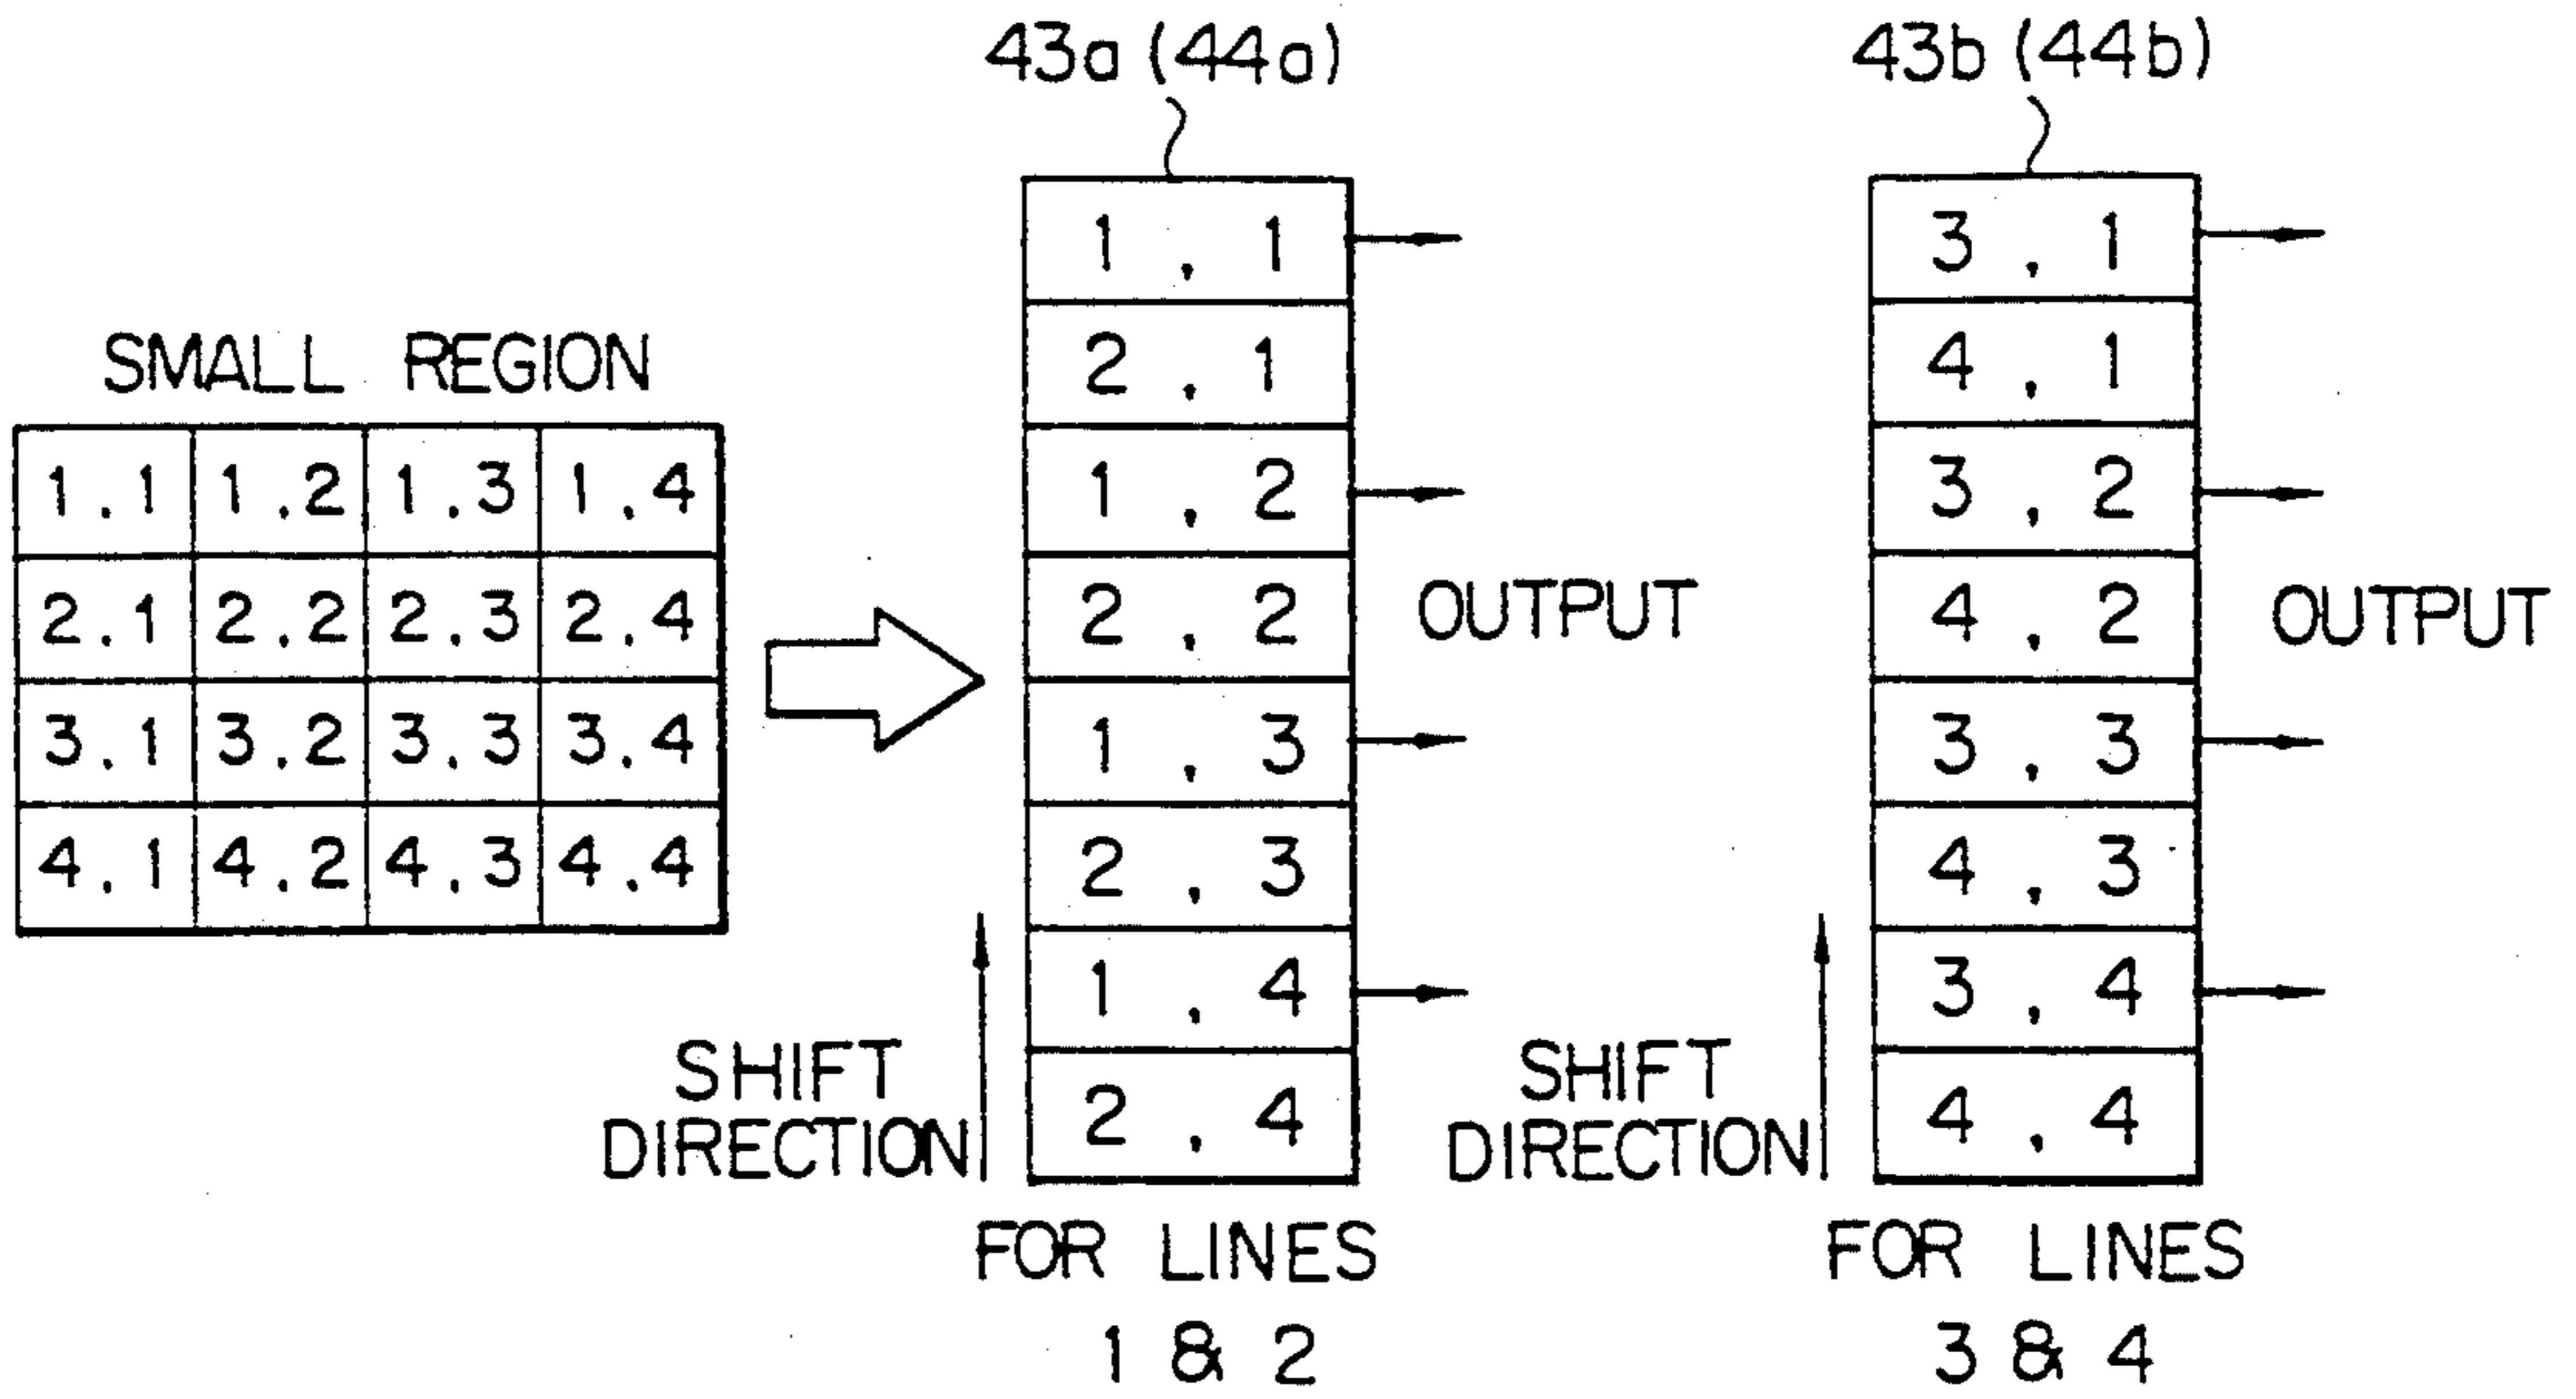 43a (44a)
43b (44b)
SMALL REGION
1.1 1.2 1.3 1.4
2.1 2.2 2.3 2.4
3.1 3.2 3.3 3.4
4.1 4.2 4.3 4.4
1 , 1
2 , 1
1 , 2
2 , 2
1 , 3
2 , 3
1 , 4
2 , 4
OUTPUT
SHIFT
DIRECTION
FOR LINES
1 & 2
3 , 1
4 , 1
3 , 2
4 , 2
3 , 3
4 , 3
3 , 4
4 , 4
OUTPUT
SHIFT
DIRECTION
FOR LINES
3 & 4